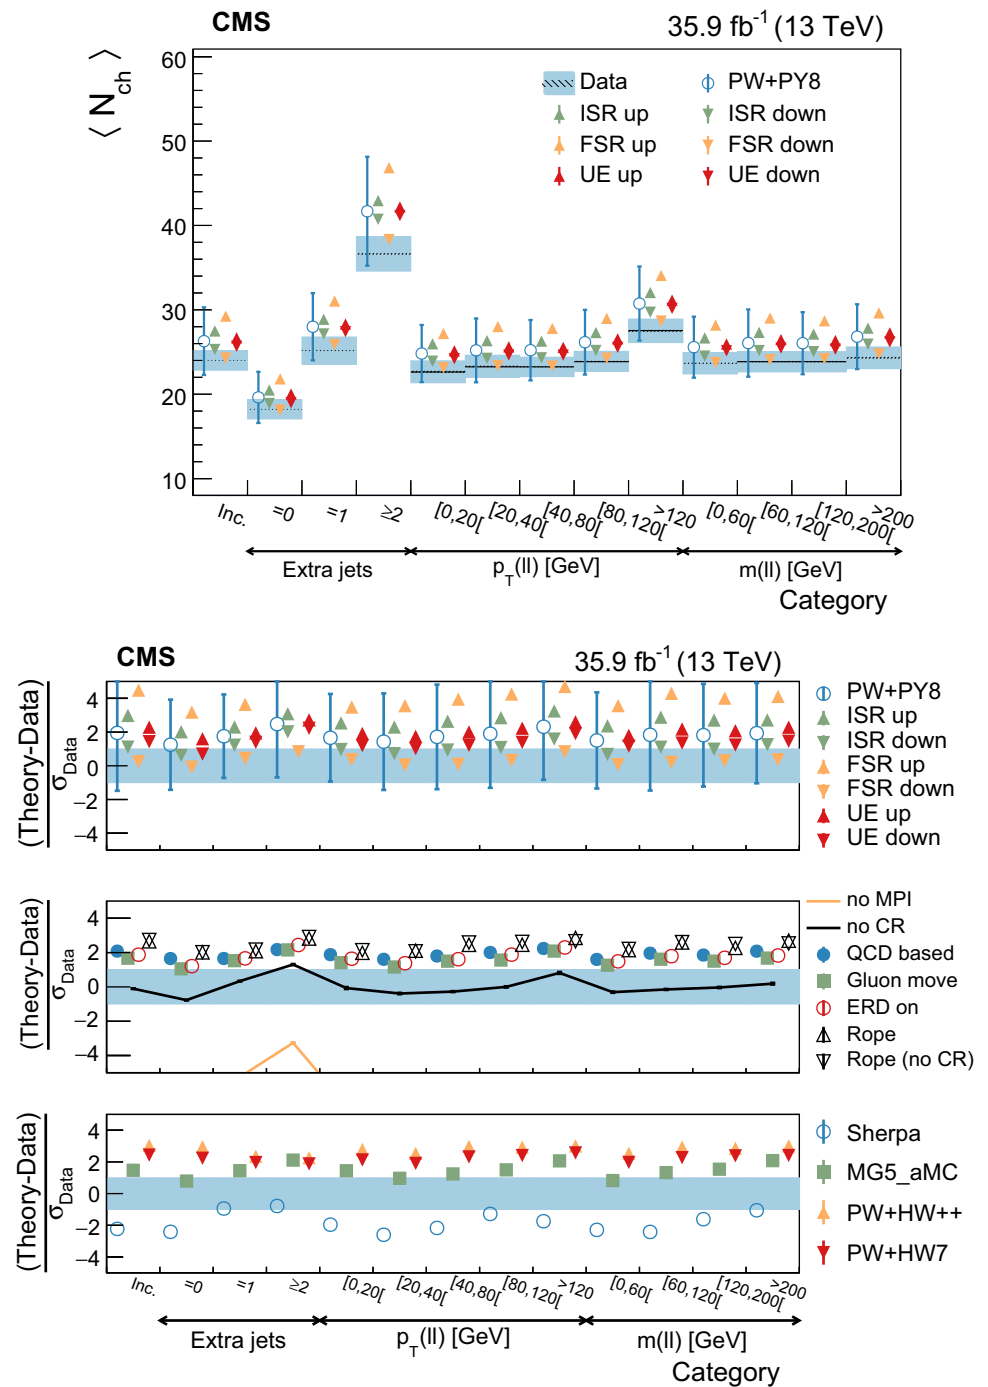 CMS 35.9 fb⁻¹ (13 TeV)
⟨ N_ch ⟩
60
50
40
30
20
10
Data PW+PY8
ISR up ISR down
FSR up FSR down
UE up UE down
Inc. =0 =1 ≥2 [0,20[ [20,40[ [40,80[ [80,120[ >120 [0,60[ [60,120[ [120,200[ >200
Extra jets p_T(ll) [GeV] m(ll) [GeV]
Category
CMS 35.9 fb⁻¹ (13 TeV)
(Theory-Data)
σ_Data
4
2
0
−2
−4
PW+PY8
ISR up
ISR down
FSR up
FSR down
UE up
UE down
(Theory-Data)
σ_Data
4
2
0
−2
−4
no MPI
no CR
QCD based
Gluon move
ERD on
Rope
Rope (no CR)
(Theory-Data)
σ_Data
4
2
0
−2
−4
Sherpa
MG5_aMC
PW+HW++
PW+HW7
Inc. =0 =1 ≥2 [0,20[ [20,40[ [40,80[ [80,120[ >120 [0,60[ [60,120[ [120,200[ >200
Extra jets p_T(ll) [GeV] m(ll) [GeV]
Category